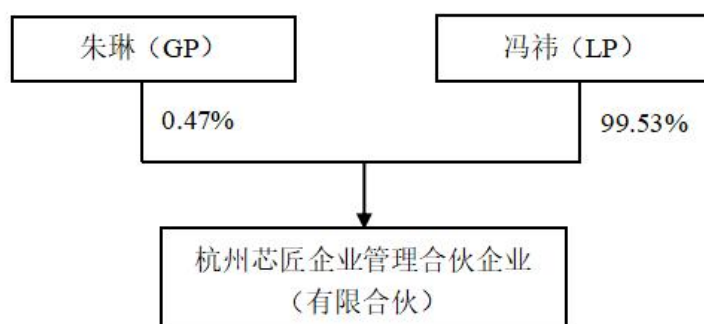 朱琳（GP）
冯祎（LP）
0.47%
99.53%
杭州芯匠企业管理合伙企业
（有限合伙）